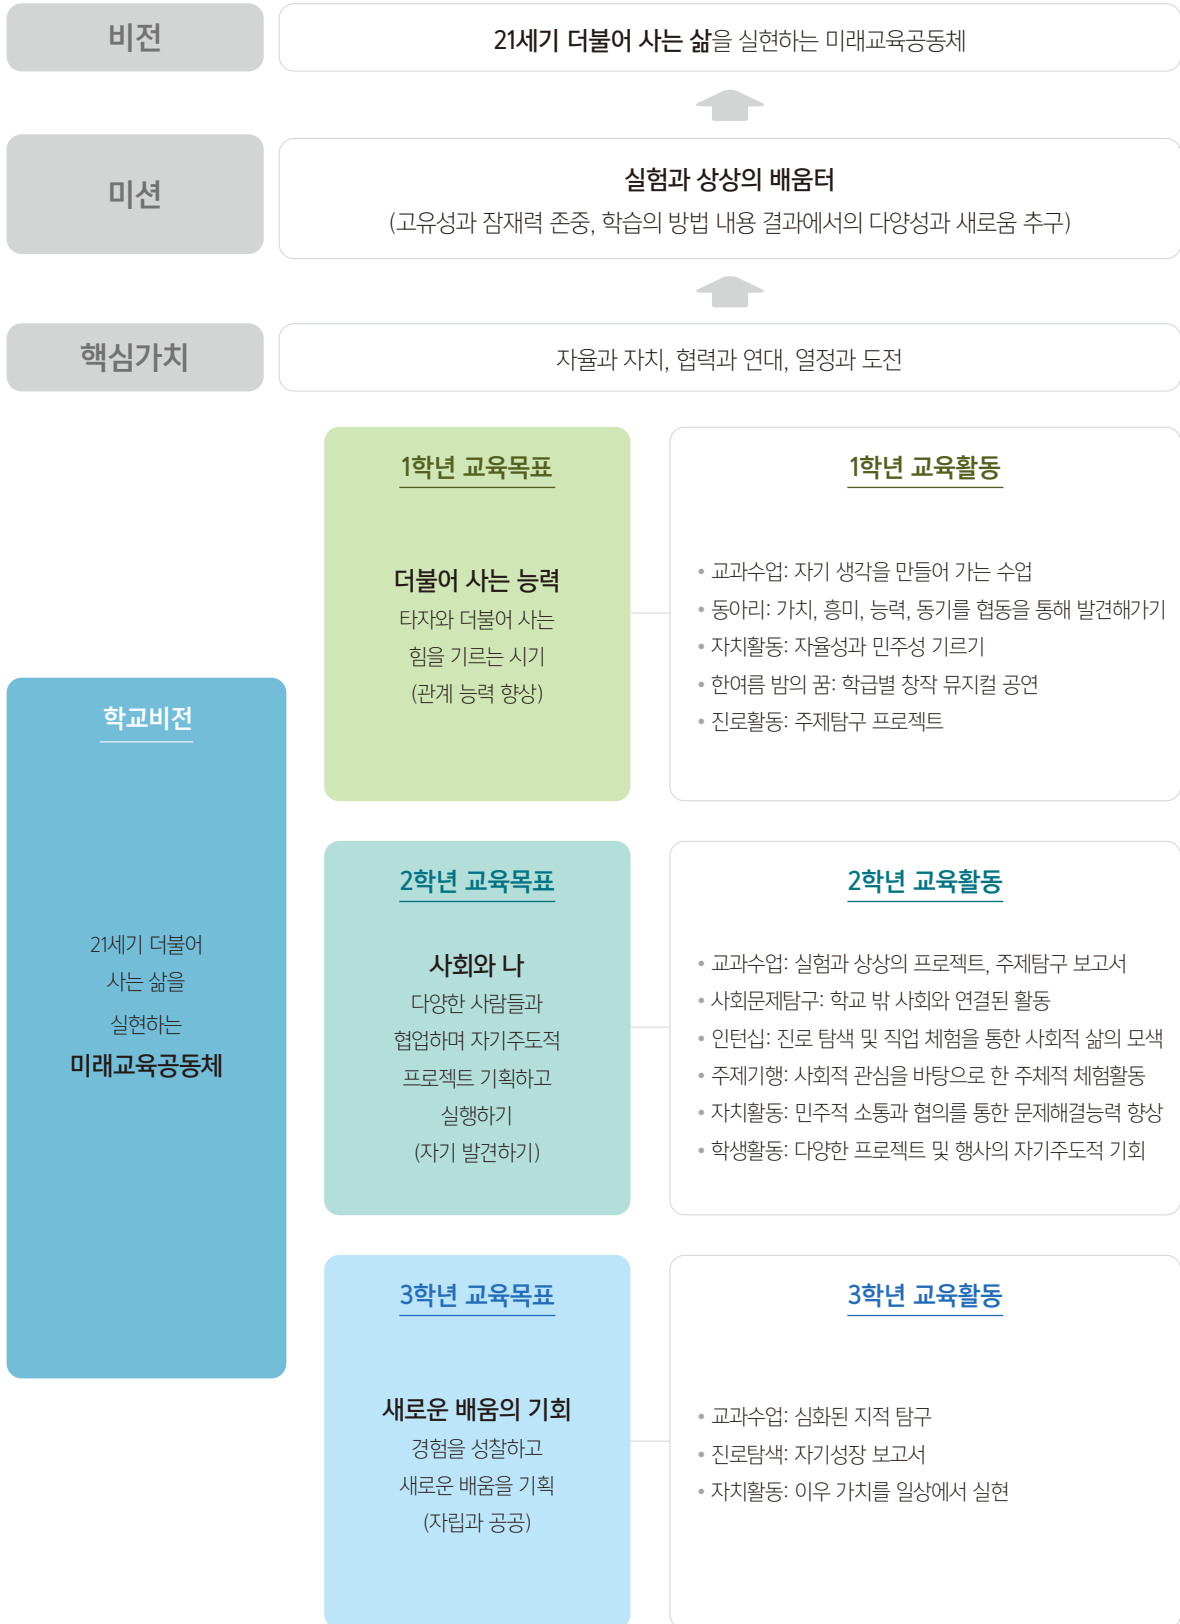 비전
21세기 더불어 사는 삶을 실현하는 미래교육공동체
미션
실험과 상상의 배움터
(고유성과 잠재력 존중, 학습의 방법 내용 결과에서의 다양성과 새로움 추구)
핵심가치
자율과 자치, 협력과 연대, 열정과 도전
학교비전
21세기 더불어
사는 삶을
실현하는
미래교육공동체
1학년 교육목표
더불어 사는 능력
타자와 더불어 사는
힘을 기르는 시기
(관계 능력 향상)
1학년 교육활동
• 교과수업: 자기 생각을 만들어 가는 수업
• 동아리: 가치, 흥미, 능력, 동기를 협동을 통해 발견해가기
• 자치활동: 자율성과 민주성 기르기
• 한여름 밤의 꿈: 학급별 창작 뮤지컬 공연
• 진로활동: 주제탐구 프로젝트
2학년 교육목표
사회와 나
다양한 사람들과
협업하며 자기주도적
프로젝트 기획하고
실행하기
(자기 발견하기)
2학년 교육활동
• 교과수업: 실험과 상상의 프로젝트, 주제탐구 보고서
• 사회문제탐구: 학교 밖 사회와 연결된 활동
• 인턴십: 진로 탐색 및 직업 체험을 통한 사회적 삶의 모색
• 주제기행: 사회적 관심을 바탕으로 한 주체적 체험활동
• 자치활동: 민주적 소통과 협의를 통한 문제해결능력 향상
• 학생활동: 다양한 프로젝트 및 행사의 자기주도적 기회
3학년 교육목표
새로운 배움의 기회
경험을 성찰하고
새로운 배움을 기획
(자립과 공공)
3학년 교육활동
• 교과수업: 심화된 지적 탐구
• 진로탐색: 자기성장 보고서
• 자치활동: 이우 가치를 일상에서 실현